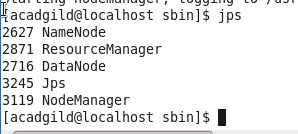 [acadgild@localhost sbin]$ jps
2627 NameNode
2871 ResourceManager
2716 DataNode
3245 Jps
3119 NodeManager
[acadgild@localhost sbin]$